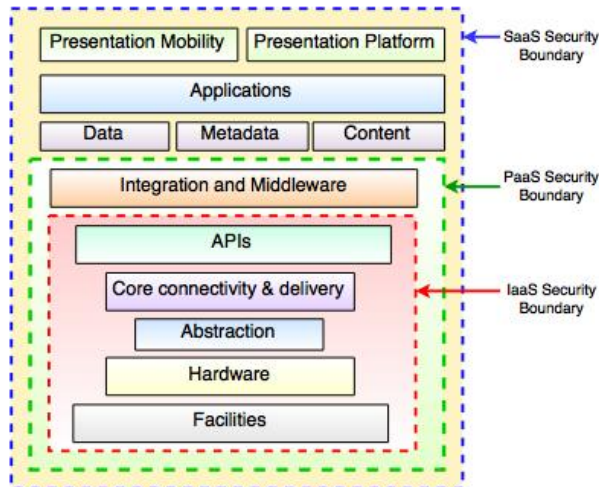 Presentation Mobility
Presentation Platform
SaaS Security
Boundary
Applications
Data
Metadata
Content
Integration and Middleware
PaaS Security
Boundary
APIs
Core connectivity & delivery
IaaS Security
Boundary
Abstraction
Hardware
Facilities